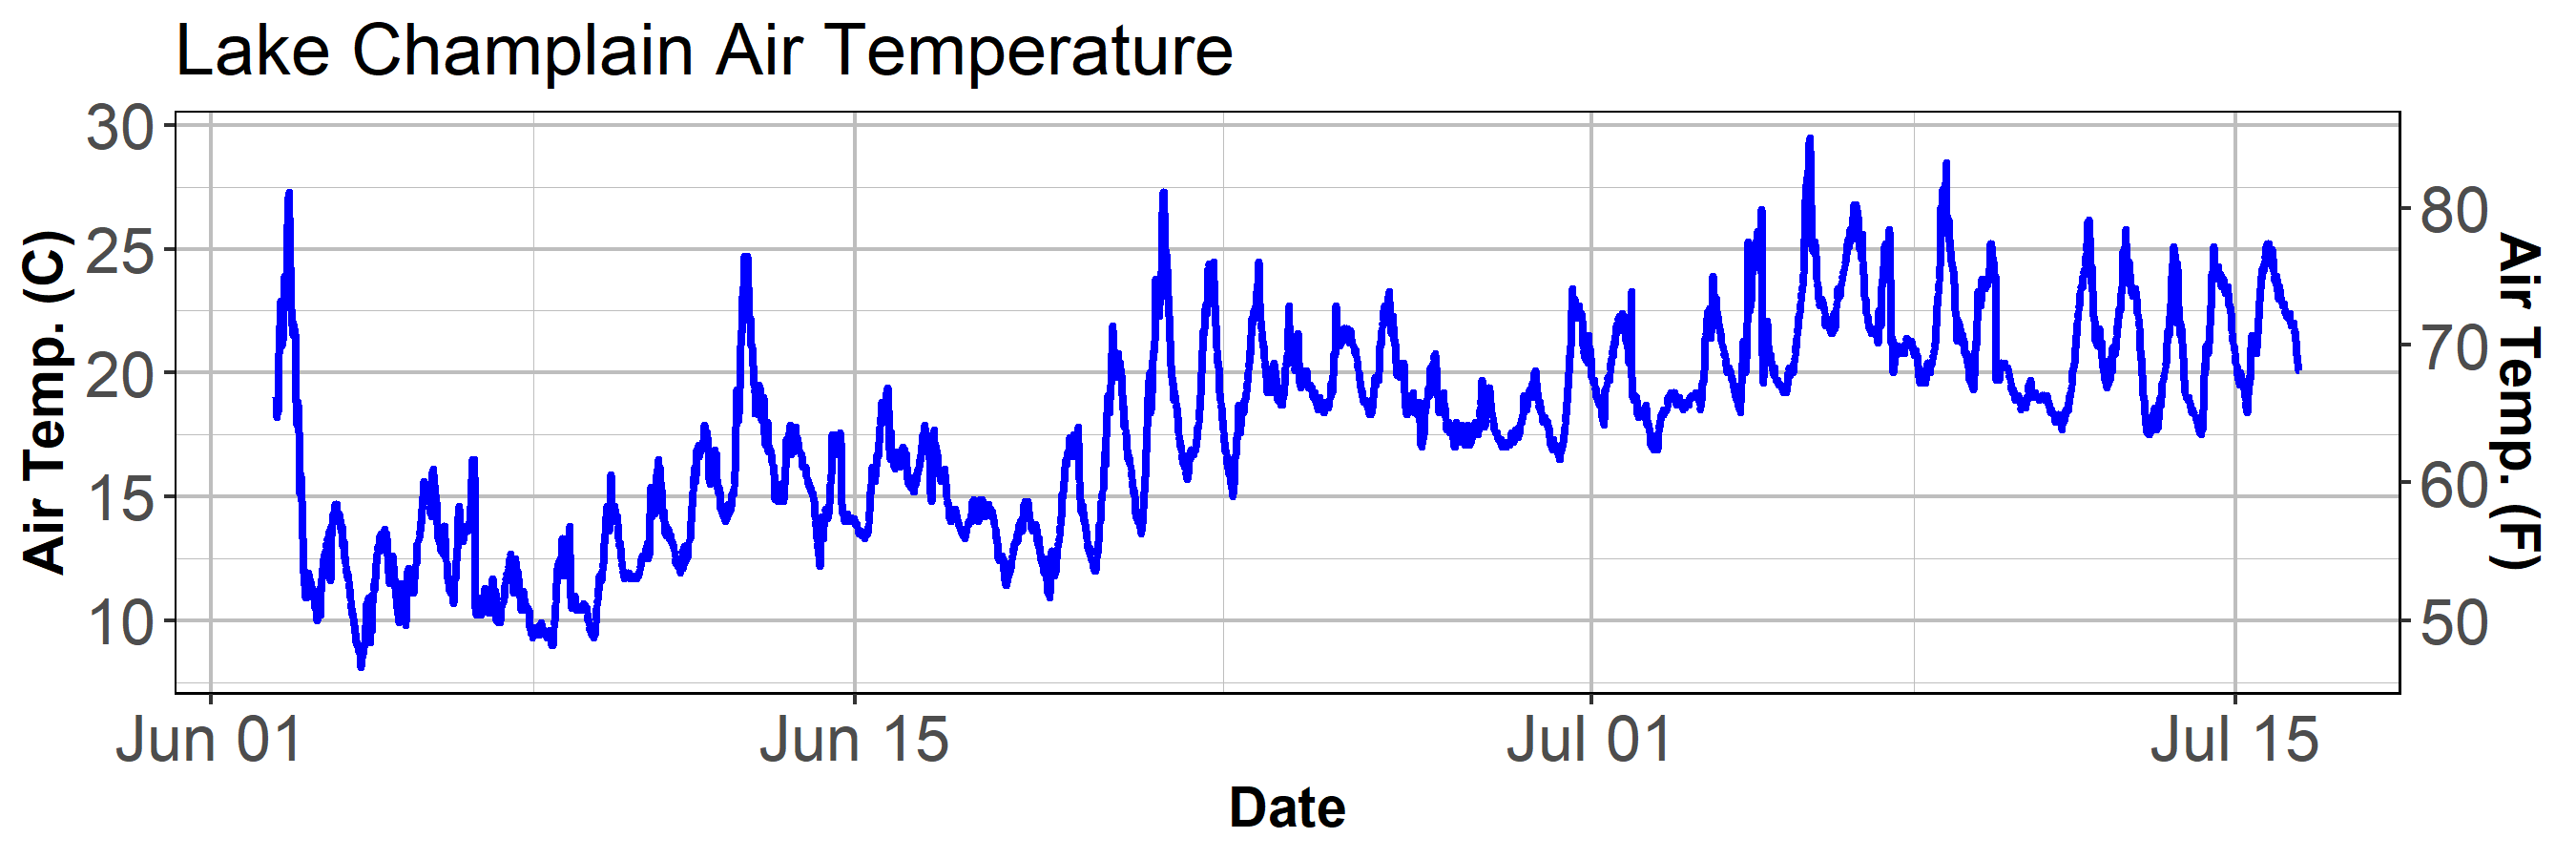 Lake Champlain Air Temperature
30
25
20
15
10
Air Temp. (C)
80
70
60
50
Air Temp. (F)
Jun 01 Jun 15 Jul 01 Jul 15
Date